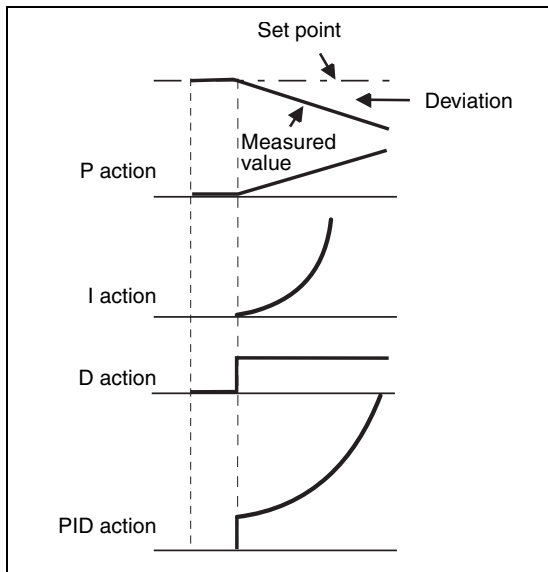 Set point
Deviation
Measured
value
P action
I action
D action
PID action